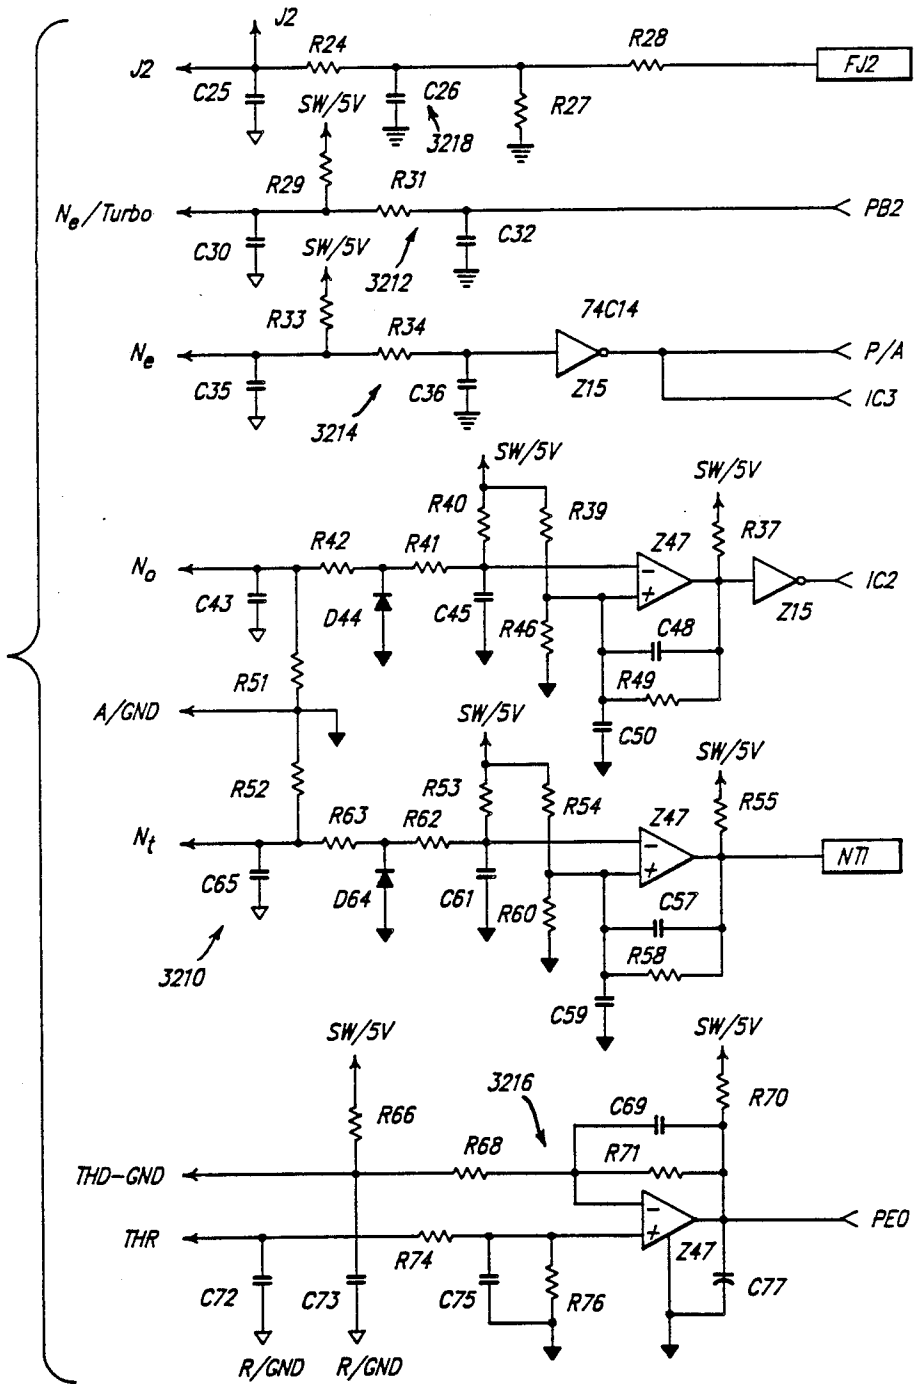 J2
J2 R24 R28 FJ2
C25 C26 R27
SW/5V 3218
R29 R31
Ne/Turbo PB2
C30 SW/5V C32
3212
R33 R34 74C14
Ne P/A
C35 C36 Z15 IC3
3214
SW/5V SW/5V
R40 R39 R37
R42 R41 Z47
No − IC2
C43 D44 C45 R46 + Z15
C48
R51 R49
A/GND C50
SW/5V SW/5V
R52 R53 R54 R55
R63 R62 Z47
Nt − NT1
C65 D64 C61 R60 +
C57
3210 R58
C59
SW/5V SW/5V
3216 R70
R66 C69
R68 R71
THD-GND
− PE0
THR +
R74 Z47
C72 C73 C75 R76 C77
R/GND R/GND